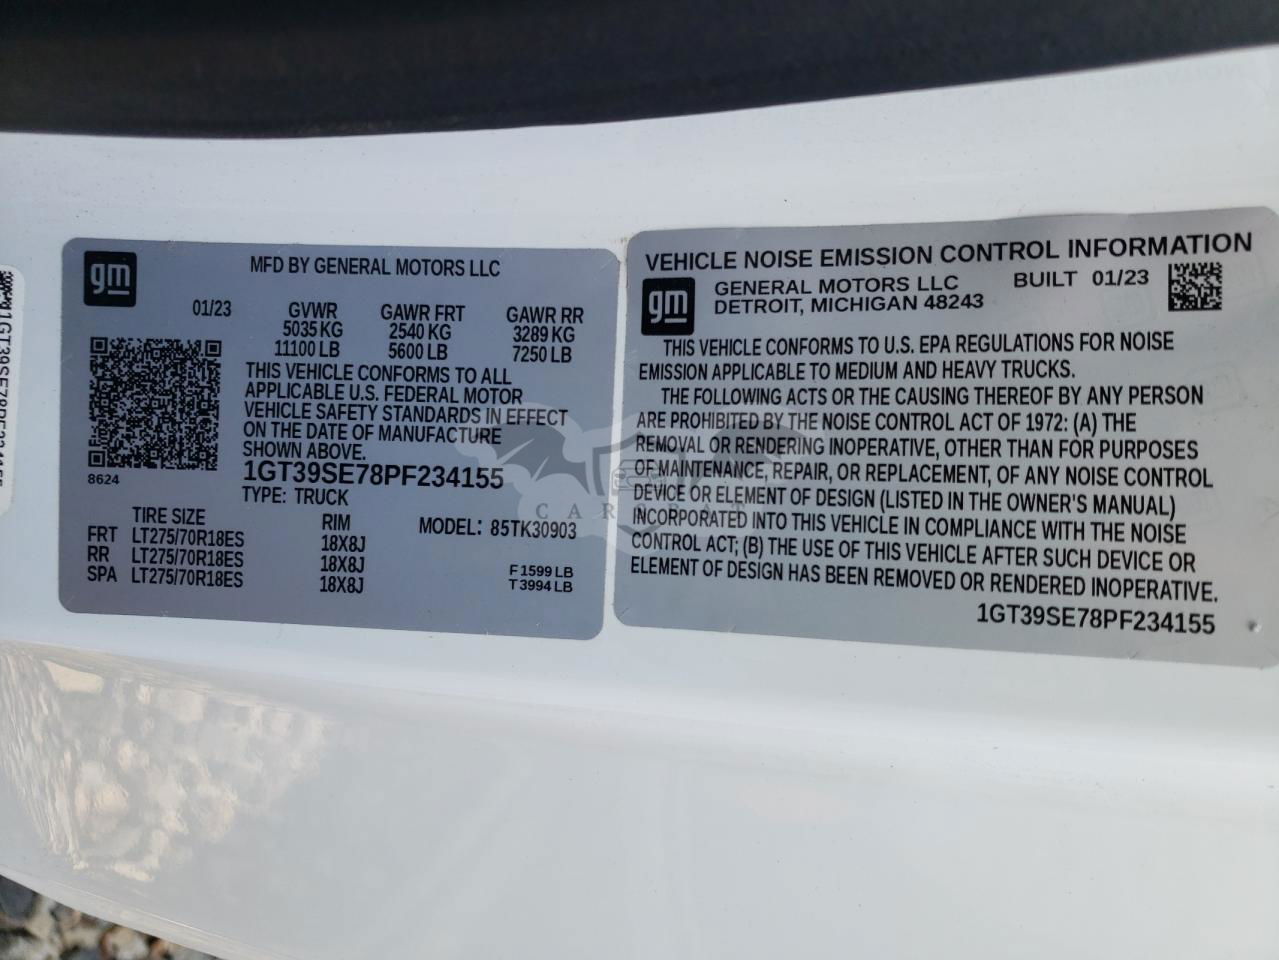 gm
MFD BY GENERAL MOTORS LLC
01/23
GVWR
5035 KG
11100 LB
GAWR FRT
2540 KG
5600 LB
GAWR RR
3289 KG
7250 LB
THIS VEHICLE CONFORMS TO ALL
APPLICABLE U.S. FEDERAL MOTOR
VEHICLE SAFETY STANDARDS IN EFFECT
ON THE DATE OF MANUFACTURE
SHOWN ABOVE.
8624
1GT39SE78PF234155
TYPE: TRUCK
TIRE SIZE RIM MODEL: 85TK30903
FRT LT275/70R18ES 18X8J
RR LT275/70R18ES 18X8J
SPA LT275/70R18ES 18X8J
F 1599 LB
T 3994 LB
VEHICLE NOISE EMISSION CONTROL INFORMATION
gm
GENERAL MOTORS LLC BUILT 01/23
DETROIT, MICHIGAN 48243
THIS VEHICLE CONFORMS TO U.S. EPA REGULATIONS FOR NOISE
EMISSION APPLICABLE TO MEDIUM AND HEAVY TRUCKS.
THE FOLLOWING ACTS OR THE CAUSING THEREOF BY ANY PERSON
ARE PROHIBITED BY THE NOISE CONTROL ACT OF 1972: (A) THE
REMOVAL OR RENDERING INOPERATIVE, OTHER THAN FOR PURPOSES
OF MAINTENANCE, REPAIR, OR REPLACEMENT, OF ANY NOISE CONTROL
DEVICE OR ELEMENT OF DESIGN (LISTED IN THE OWNER'S MANUAL)
INCORPORATED INTO THIS VEHICLE IN COMPLIANCE WITH THE NOISE
CONTROL ACT; (B) THE USE OF THIS VEHICLE AFTER SUCH DEVICE OR
ELEMENT OF DESIGN HAS BEEN REMOVED OR RENDERED INOPERATIVE.
1GT39SE78PF234155